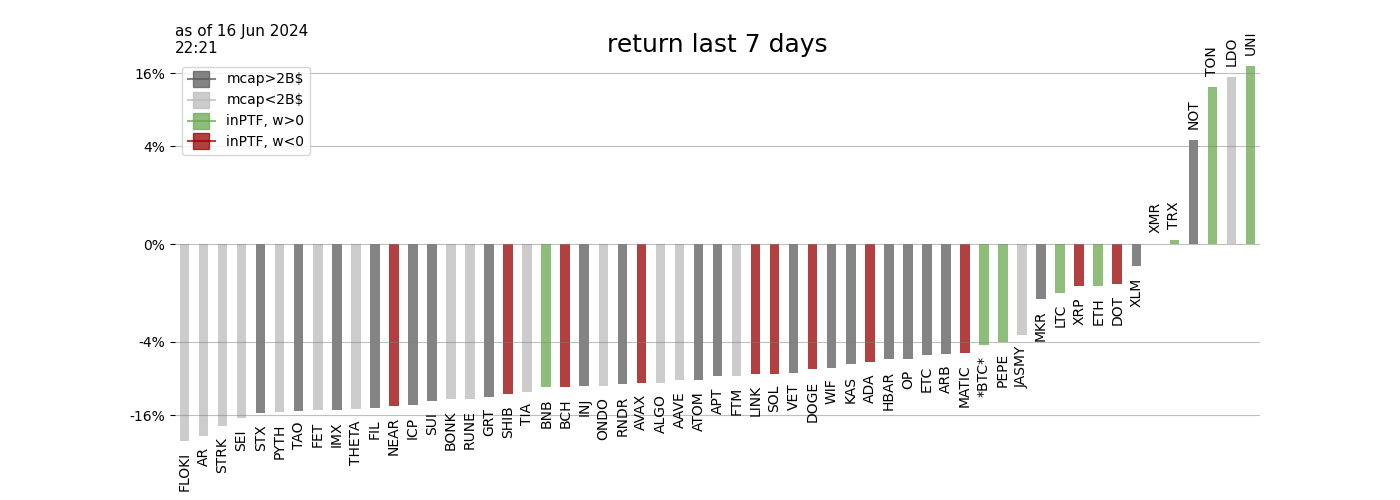 as of 16 Jun 2024
22:21
return last 7 days
mcap>2B$
mcap<2B$
inPTF, w>0
inPTF, w<0
16%
4%
0%
-4%
-16%
FLOKI
AR
STRK
SEI
STX
PYTH
TAO
FET
IMX
THETA
FIL
NEAR
ICP
SUI
BONK
RUNE
GRT
SHIB
TIA
BNB
BCH
INJ
ONDO
RNDR
AVAX
ALGO
AAVE
ATOM
APT
FTM
LINK
SOL
VET
DOGE
WIF
KAS
ADA
HBAR
OP
ETC
ARB
MATIC
*BTC*
PEPE
JASMY
MKR
LTC
XRP
ETH
DOT
XLM
XMR
TRX
NOT
TON
LDO
UNI